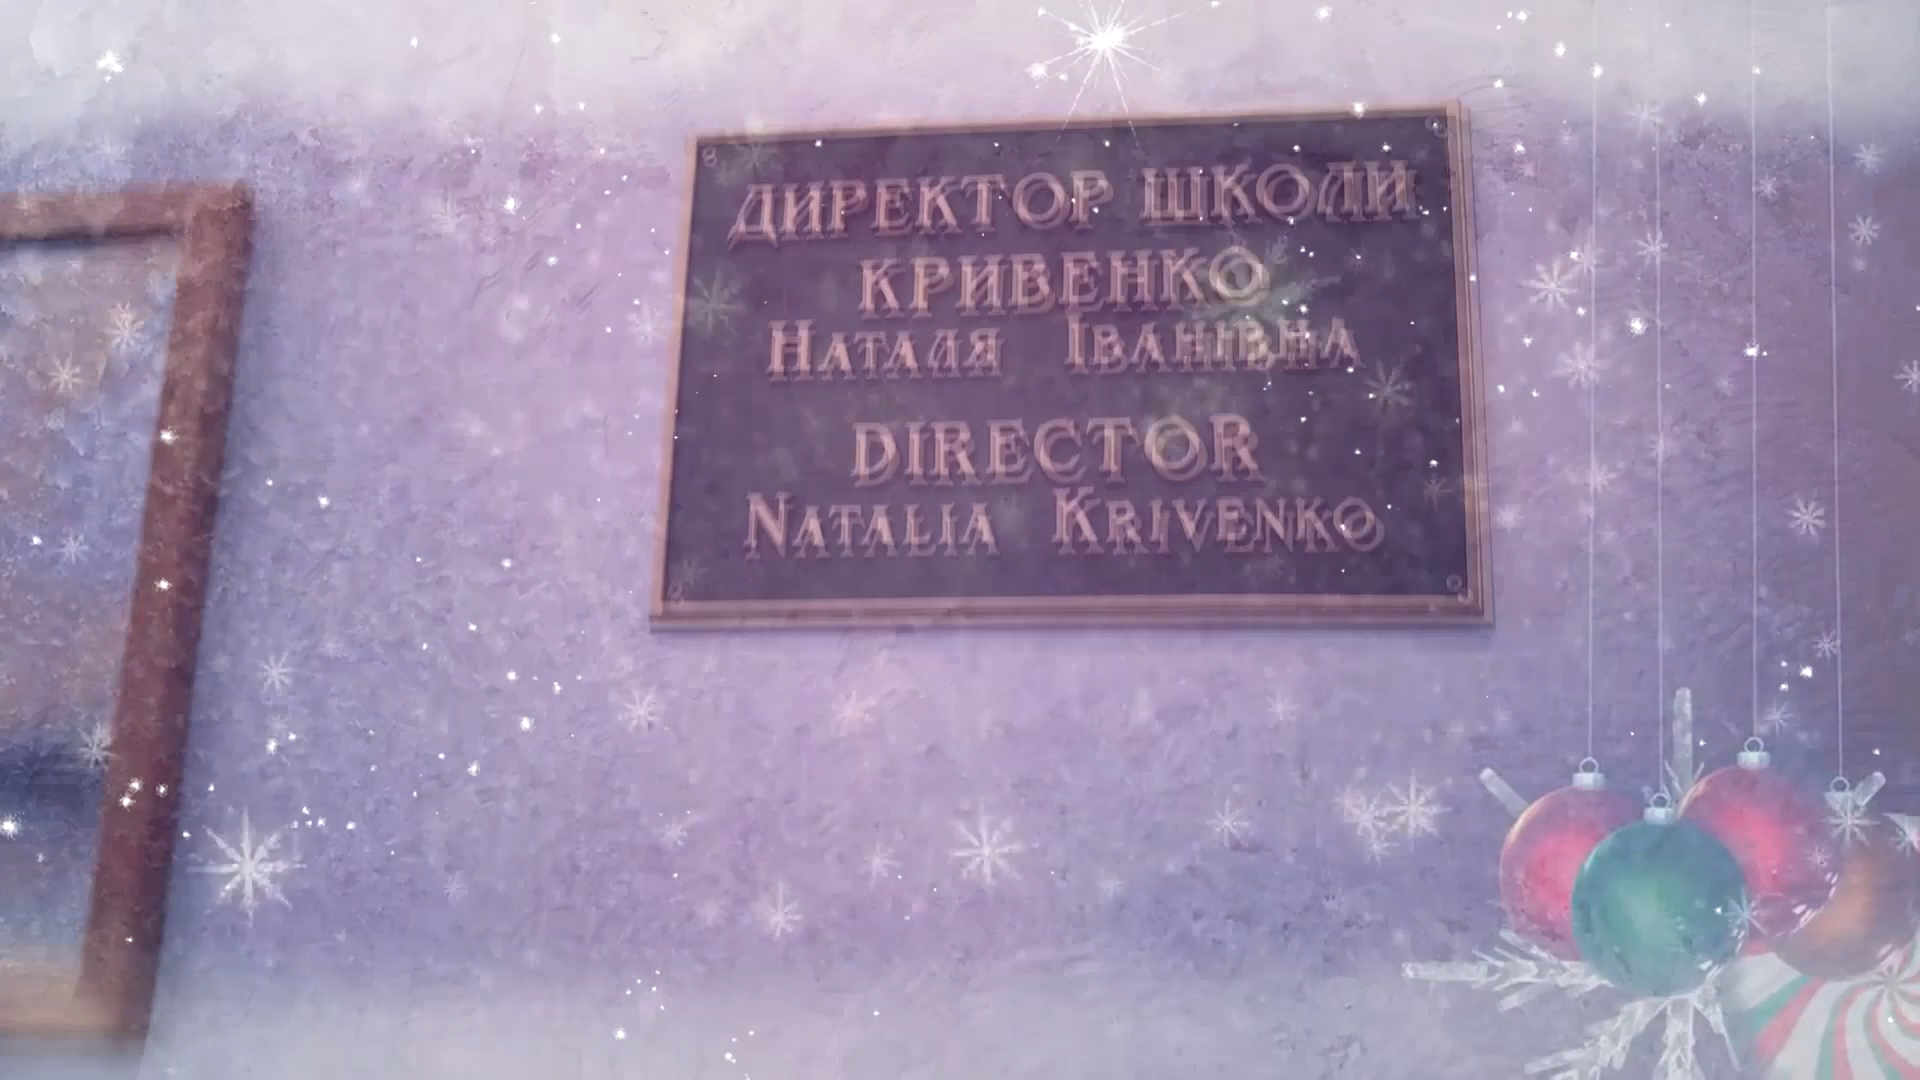 ДИРЕКТОР ШКОЛИ
КРИВЕНКО
НАТАЛЯ ІВАНІВНА
DIRECTOR
NATALIA KRIVENKO